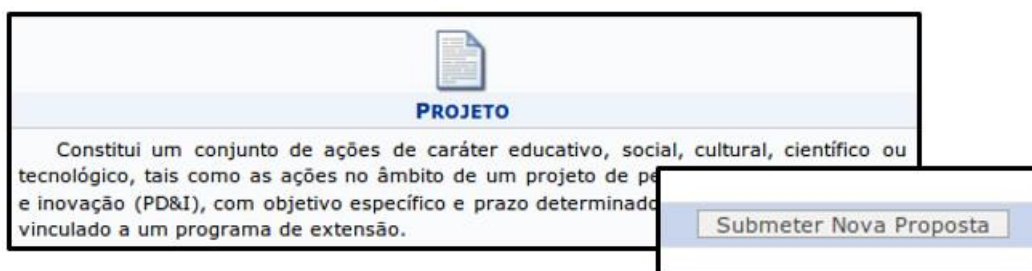 PROJETO
Constitui um conjunto de ações de caráter educativo, social, cultural, científico ou
tecnológico, tais como as ações no âmbito de um projeto de
e inovação (PD&I), com objetivo específico e prazo determinado
vinculado a um programa de extensão.
Submeter Nova Proposta